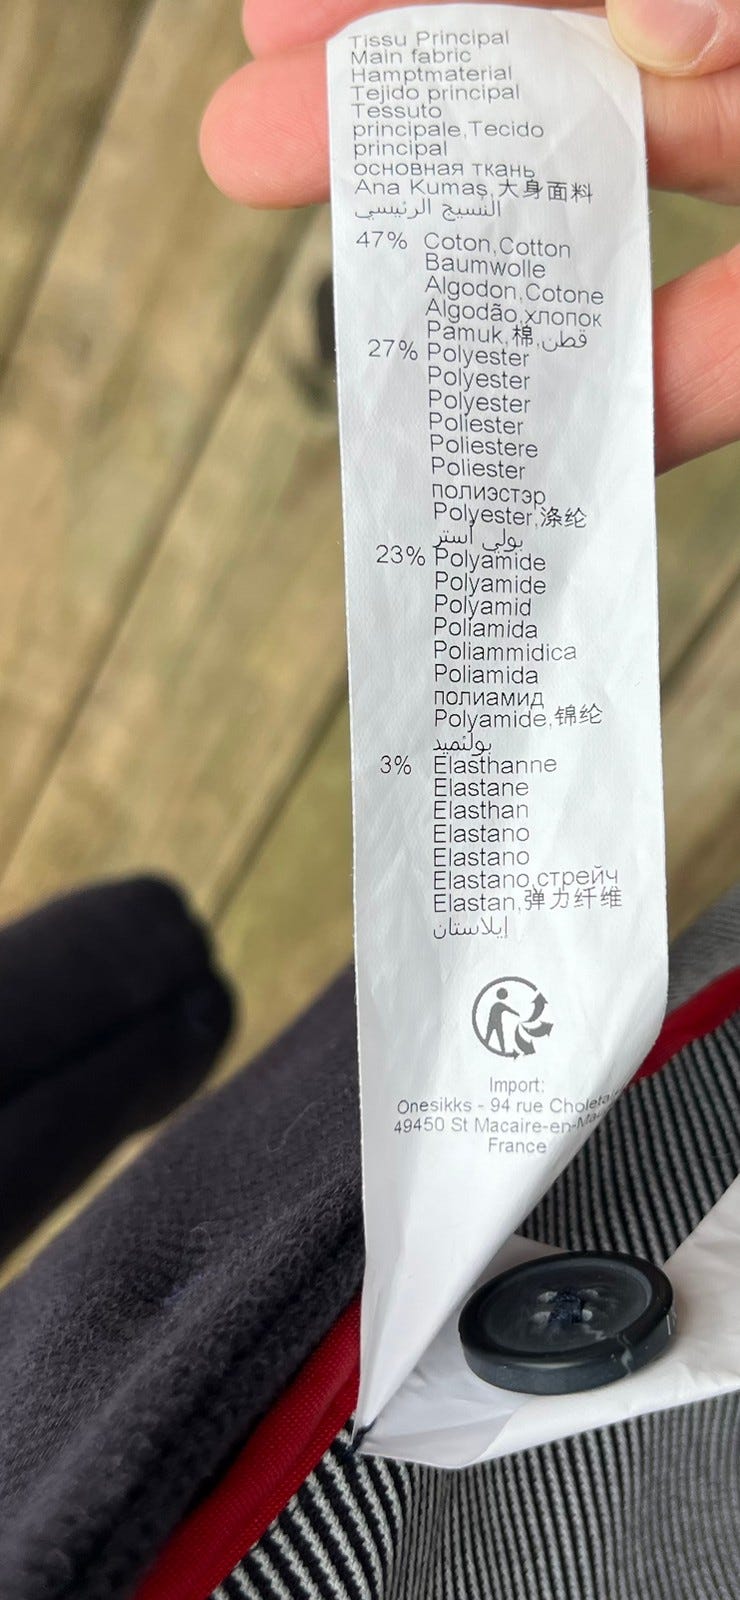 Tissu Principal
Main fabric
Hamptmaterial
Tejido principal
Tessuto
principale,Tecido
principal
основная ткань
Ana Kumaş,大身面料
النسيج الرئيسي
47% Coton,Cotton
Baumwolle
Algodon,Cotone
Algodão,хлопок
Pamuk,棉,قطن
27% Polyester
Polyester
Polyester
Poliester
Poliestere
Poliester
полиэстэр
Polyester,涤纶
بولي أستر
23% Polyamide
Polyamide
Polyamid
Poliamida
Poliammidica
Poliamida
полиамид
Polyamide,锦纶
بولئميد
3% Elasthanne
Elastane
Elasthan
Elastano
Elastano
Elastano,стрейч
Elastan,弹力纤维
إيلاستان
Import:
Onesikks - 94 rue
49450 St Macaire-en-
France